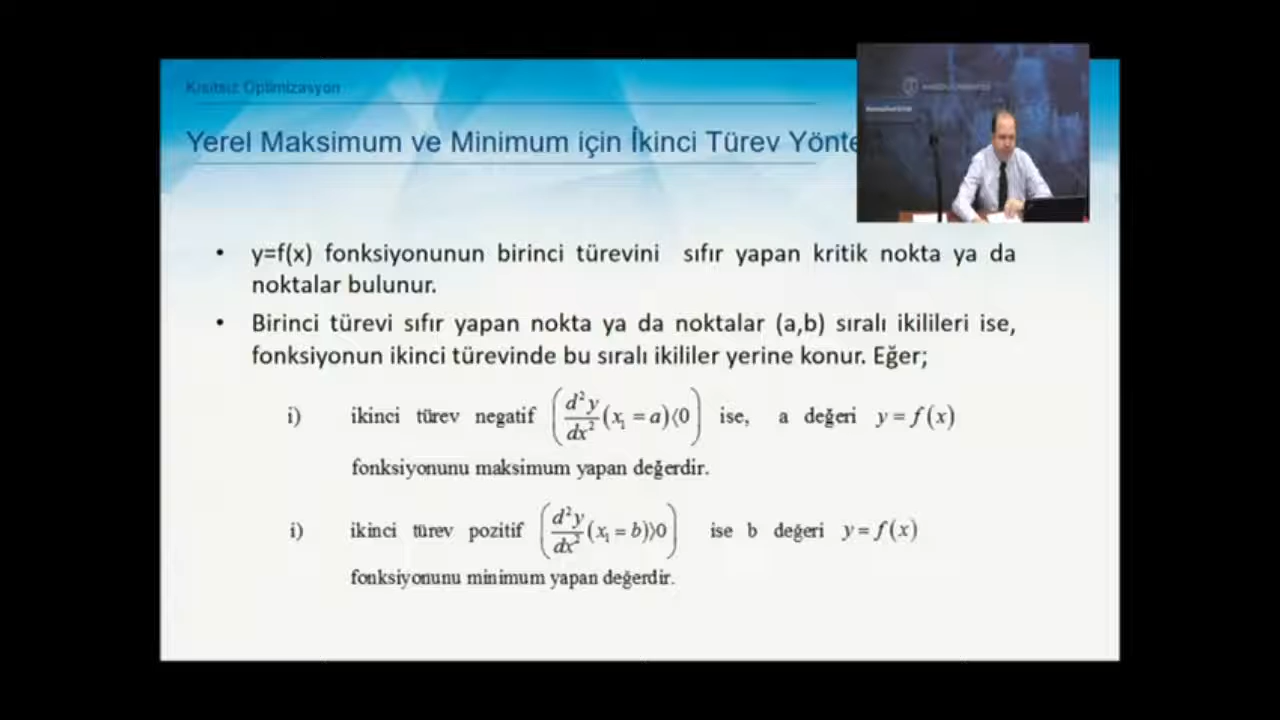 Kısıtsız Optimizasyon
Yerel Maksimum ve Minimum için İkinci Türev Yönte
• y=f(x) fonksiyonunun birinci türevini sıfır yapan kritik nokta ya da
noktalar bulunur.
• Birinci türevi sıfır yapan nokta ya da noktalar (a,b) sıralı ikilileri ise,
fonksiyonun ikinci türevinde bu sıralı ikililer yerine konur. Eğer;
i) ikinci türev negatif (d²y/dx² (x₁ = a)⟨0) ise, a değeri y = f(x)
fonksiyonunu maksimum yapan değerdir.
i) ikinci türev pozitif (d²y/dx² (x₁ = b)⟩0) ise b değeri y = f(x)
fonksiyonunu minimum yapan değerdir.